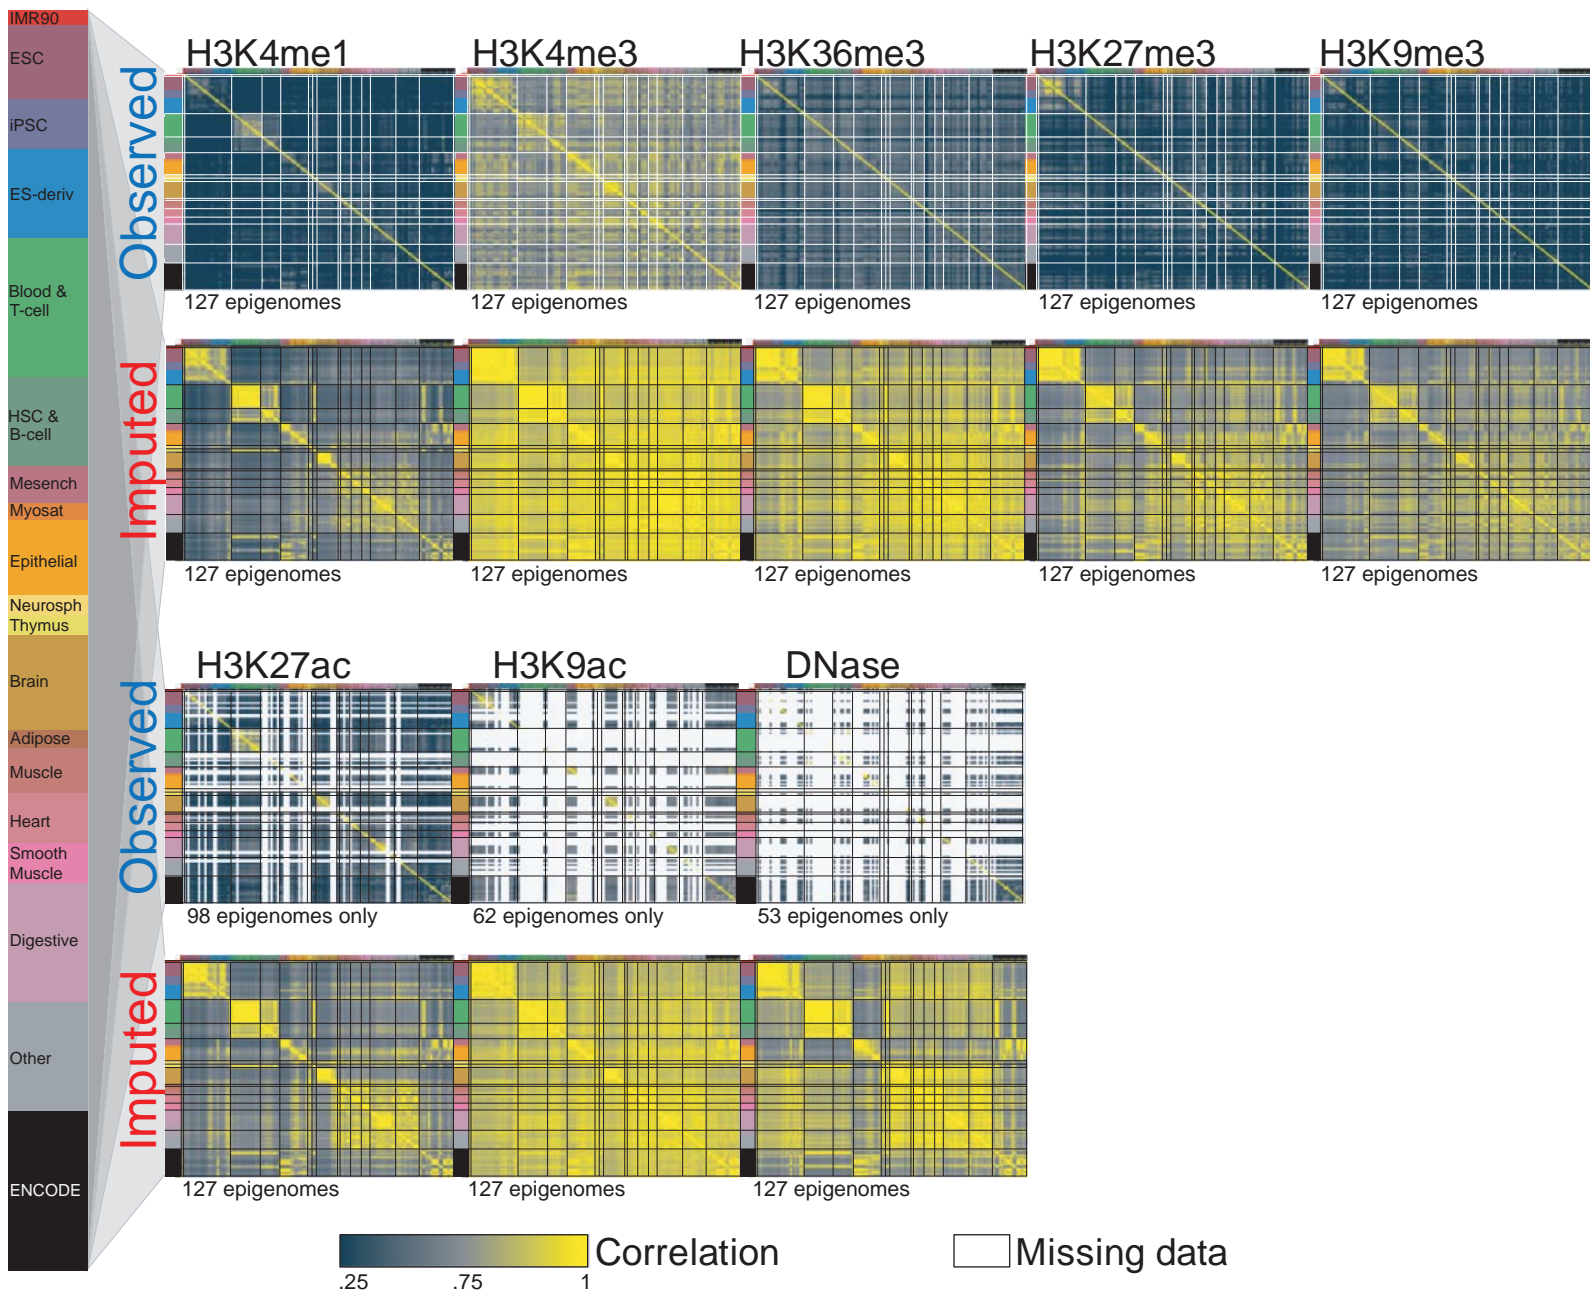 IMR90
ESC
iPSC
ES-deriv
Blood &
T-cell
HSC &
B-cell
Mesench
Myosat
Epithelial
Neurosph
Thymus
Brain
Adipose
Muscle
Heart
Smooth
Muscle
Digestive
Other
ENCODE
Observed
H3K4me1
H3K4me3
H3K36me3
H3K27me3
H3K9me3
127 epigenomes
127 epigenomes
127 epigenomes
127 epigenomes
127 epigenomes
Imputed
127 epigenomes
127 epigenomes
127 epigenomes
127 epigenomes
127 epigenomes
Observed
H3K27ac
H3K9ac
DNase
98 epigenomes only
62 epigenomes only
53 epigenomes only
Imputed
127 epigenomes
127 epigenomes
127 epigenomes
Correlation
.25
.75
1
Missing data